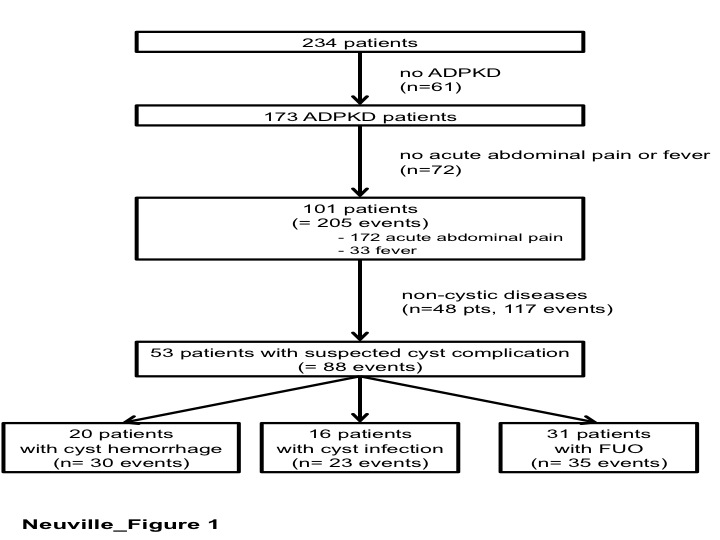 234 patients
no ADPKD
(n=61)
173 ADPKD patients
no acute abdominal pain or fever
(n=72)
101 patients
(= 205 events)
- 172 acute abdominal pain
- 33 fever
non-cystic diseases
(n=48 pts, 117 events)
53 patients with suspected cyst complication
(= 88 events)
20 patients
with cyst hemorrhage
(n= 30 events)
16 patients
with cyst infection
(n= 23 events)
31 patients
with FUO
(n= 35 events)
Neuville_Figure 1